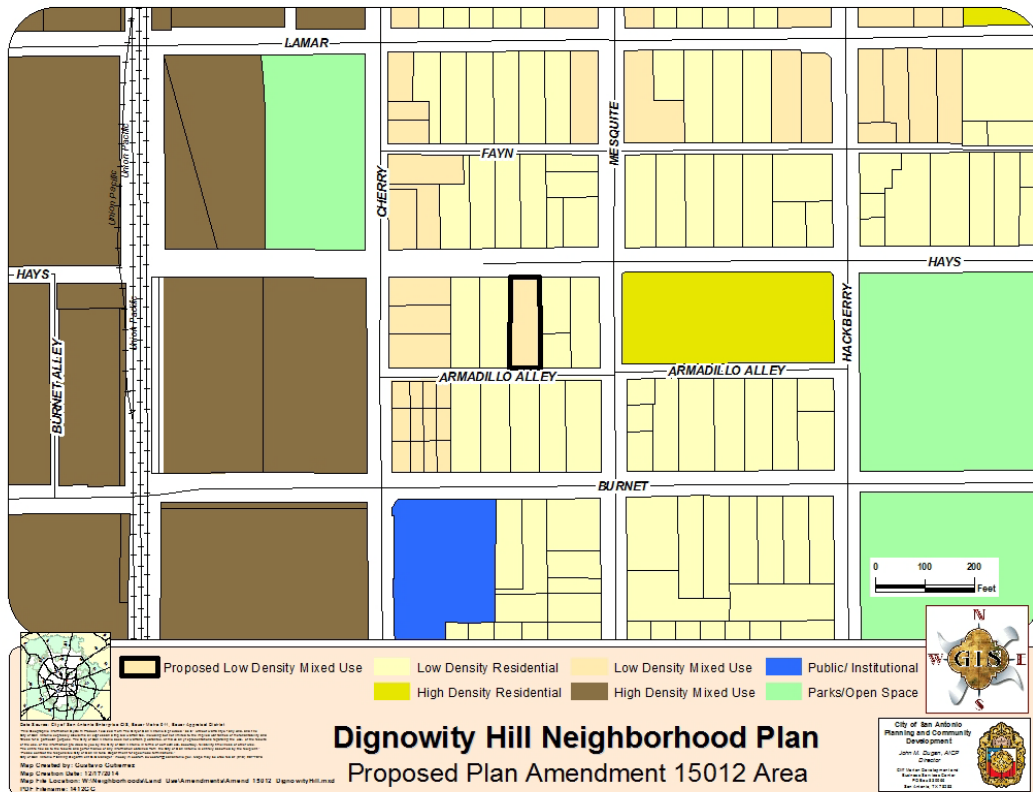 LAMAR
Union Pacific
Union Pacific
MESQUITE
FAYN
CHERRY
HAYS
HAYS
Union Pacific
HACKBERRY
BURNET ALLEY
ARMADILLO ALLEY
ARMADILLO ALLEY
BURNET
0 100 200
Feet
Proposed Low Density Mixed Use
Low Density Residential
Low Density Mixed Use
Public/ Institutional
High Density Residential
High Density Mixed Use
Parks/Open Space
N
W GIS E
S
Dignowity Hill Neighborhood Plan
Proposed Plan Amendment 15012 Area
City of San Antonio
Planning and Community
Development
John M. Dugan, AICP
Director
Map Created by: Gustavo Gutierrez
Map Creation Date: 12/17/2014